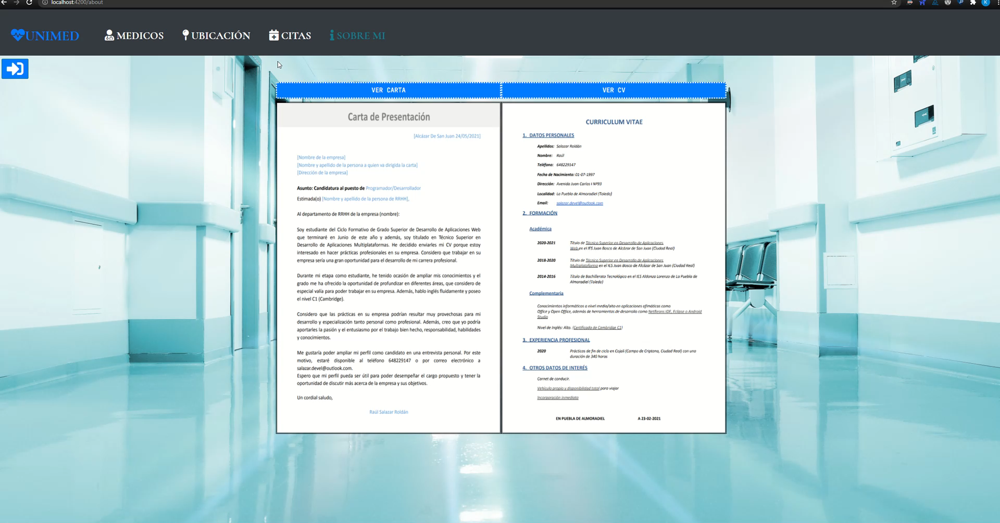 localhost:4200/about
K
UNIMED
MEDICOS
UBICACIÓN
CITAS
SOBRE MI
VER CARTA
VER CV
Carta de Presentación
[Alcázar De San Juan 24/05/2021]
[Nombre de la empresa]
[Nombre y apellido de la persona a quien va dirigida la carta]
[Dirección de la empresa]
Asunto: Candidatura al puesto de Programador/Desarrollador
Estimada(o) [Nombre y apellido de la persona de RRHH],
Al departamento de RRHH de la empresa (nombre):
Soy estudiante del Ciclo Formativo de Grado Superior de Desarrollo de Aplicaciones Web
que terminaré en Junio de este año y además, soy titulado en Técnico Superior en
Desarrollo de Aplicaciones Multiplataformas. He decidido enviarles mi CV porque estoy
interesado en hacer prácticas profesionales en su empresa. Considero que trabajar en su
empresa sería una gran oportunidad para el desarrollo de mi carrera profesional.
Durante mi etapa como estudiante, he tenido ocasión de ampliar mis conocimientos y el
grado me ha ofrecido la oportunidad de profundizar en diferentes áreas, que considero de
especial valía para poder trabajar en su empresa. Además, hablo inglés fluidamente y poseo
el nivel C1 (Cambridge).
Considero que las prácticas en su empresa podrían resultar muy provechosas para mi
desarrollo y especialización tanto personal como profesional. Además, creo que yo podría
aportarles la pasión y el entusiasmo por el trabajo bien hecho, responsabilidad, habilidades
y conocimientos.
Me gustaría poder ampliar mi perfil como candidato en una entrevista personal. Por este
motivo, estaré disponible al teléfono 648229147 o por correo electrónico a
salazar.devel@outlook.com.
Espero que mi perfil pueda ser útil para poder desempeñar el cargo propuesto y tener la
oportunidad de discutir más acerca de la empresa y sus objetivos.
Un cordial saludo,
Raúl Salazar Roldán
CURRICULUM VITAE
1. DATOS PERSONALES
Apellidos: Salazar Roldán
Nombre: Raúl
Teléfono: 648229147
Fecha de Nacimiento: 01-07-1997
Dirección: Avenida Juan Carlos I Nº93
Localidad: La Puebla de Almoradiel (Toledo)
Email: salazar.devel@outlook.com
2. FORMACIÓN
Académica
2020-2021 Título de Técnico Superior en Desarrollo de Aplicaciones
Web en el IES Juan Bosco de Alcázar de San Juan (Ciudad Real)
2018-2020 Título de Técnico Superior en Desarrollo de Aplicaciones
Multiplataforma en el ILS Juan Bosco de Alcázar de San Juan (Ciudad Real)
2014-2016 Título de Bachillerato Tecnológico en el IES Aldonza Lorenzo de La Puebla de
Almoradiel (Toledo)
Complementaria
Conocimientos informáticos a nivel medio/alto en aplicaciones ofimáticas como
Office y Open Office, además de herramientas de desarrollo como NetBeans IDE, Eclipse o Android
Studio
Nivel de Inglés: Alto. (Certificado de Cambridge C1)
3. EXPERIENCIA PROFESIONAL
2020 Prácticas de fin de ciclo en Cojali (Campo de Criptana, Ciudad Real) con una
duración de 340 horas
4. OTROS DATOS DE INTERÉS
Carnet de conducir.
Vehículo propio y disponibilidad total para viajar
Incorporación inmediata
EN PUEBLA DE ALMORADIEL A 23-02-2021